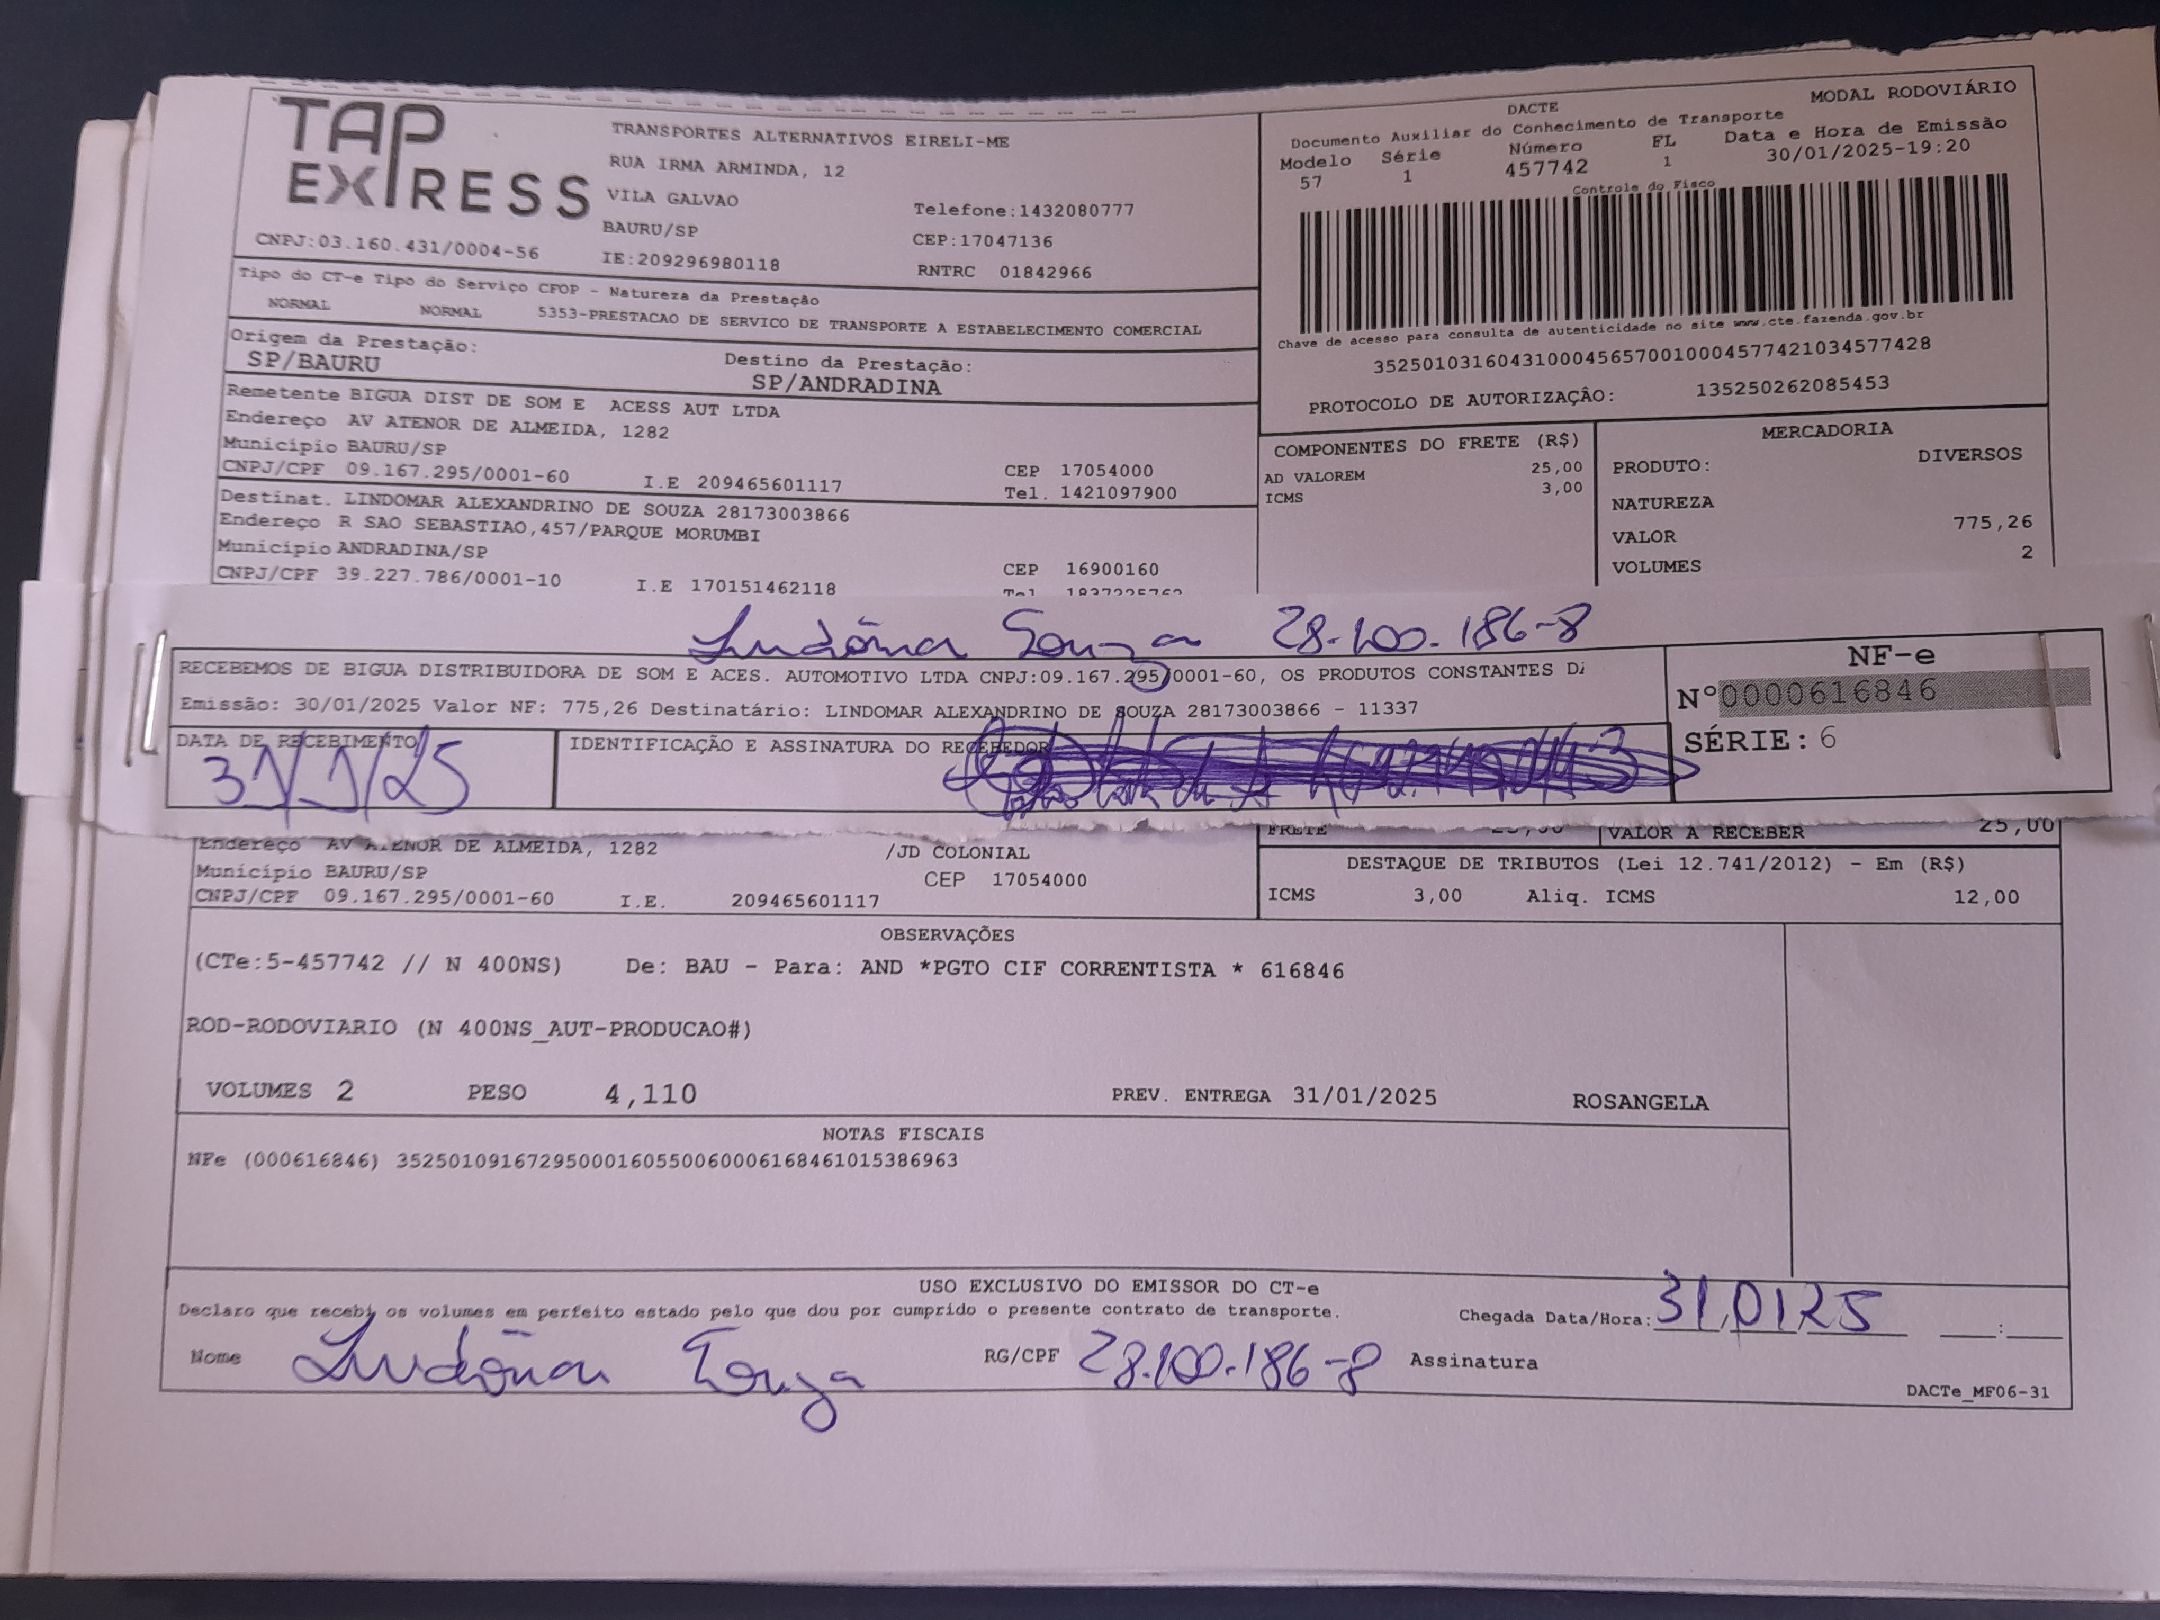 TAP
EXPRESS
TRANSPORTES ALTERNATIVOS EIRELI-ME
RUA IRMA ARMINDA, 12
VILA GALVAO
Telefone:1432080777
BAURU/SP
CEP:17047136
CNPJ:03.160.431/0004-56
IE:209296980118
RNTRC 01842966
DACTE
MODAL RODOVIÁRIO
Documento Auxiliar do Conhecimento de Transporte
Modelo Série Número FL Data e Hora de Emissão
57 1 457742 1 30/01/2025-19:20
Controle do Fisco
Chave de acesso para consulta de autenticidade no site www.cte.fazenda.gov.br
35250103160431000456570010004577421034577428
PROTOCOLO DE AUTORIZAÇÂO: 135250262085453
Tipo do CT-e Tipo do Serviço CFOP - Natureza da Prestação
NORMAL NORMAL 5353-PRESTACAO DE SERVICO DE TRANSPORTE A ESTABELECIMENTO COMERCIAL
Origem da Prestação: Destino da Prestação:
SP/BAURU SP/ANDRADINA
Remetente BIGUA DIST DE SOM E ACESS AUT LTDA
Endereço AV ATENOR DE ALMEIDA, 1282
Município BAURU/SP
CNPJ/CPF 09.167.295/0001-60 I.E 209465601117
CEP 17054000
Tel. 1421097900
Destinat. LINDOMAR ALEXANDRINO DE SOUZA 28173003866
Endereço R SAO SEBASTIAO,457/PARQUE MORUMBI
Município ANDRADINA/SP
CNPJ/CPF 39.227.786/0001-10 I.E 170151462118
CEP 16900160
COMPONENTES DO FRETE (R$)
AD VALOREM 25,00
ICMS 3,00
MERCADORIA
PRODUTO: DIVERSOS
NATUREZA
VALOR 775,26
VOLUMES 2
Souza 28.100.186-8
RECEBEMOS DE BIGUA DISTRIBUIDORA DE SOM E ACES. AUTOMOTIVO LTDA CNPJ:09.167.295/0001-60, OS PRODUTOS CONSTANTES
Emissão: 30/01/2025 Valor NF: 775,26 Destinatário: LINDOMAR ALEXANDRINO DE SOUZA 28173003866 - 11337
DATA DE RECEBIMENTO
31/1/25
IDENTIFICAÇÃO E ASSINATURA DO RECEBEDOR
NF-e
N°0000616846
SÉRIE: 6
FRETE
VALOR A RECEBER 25,00
Endereço AV ATENOR DE ALMEIDA, 1282 /JD COLONIAL
Município BAURU/SP CEP 17054000
CNPJ/CPF 09.167.295/0001-60 I.E. 209465601117
DESTAQUE DE TRIBUTOS (Lei 12.741/2012) - Em (R$)
ICMS 3,00 Aliq. ICMS 12,00
OBSERVAÇÕES
(CTe:5-457742 // N 400NS) De: BAU - Para: AND *PGTO CIF CORRENTISTA * 616846
ROD-RODOVIARIO (N 400NS_AUT-PRODUCAO#)
VOLUMES 2 PESO 4,110 PREV. ENTREGA 31/01/2025 ROSANGELA
NOTAS FISCAIS
NFe (000616846) 35250109167295000160550060006168461015386963
USO EXCLUSIVO DO EMISSOR DO CT-e
Declaro que recebi os volumes em perfeito estado pelo que dou por cumprido o presente contrato de transporte.
Chegada Data/Hora: 31/01/25 __:__
Nome Souza RG/CPF 28.100.186-8 Assinatura
DACTe_MF06-31